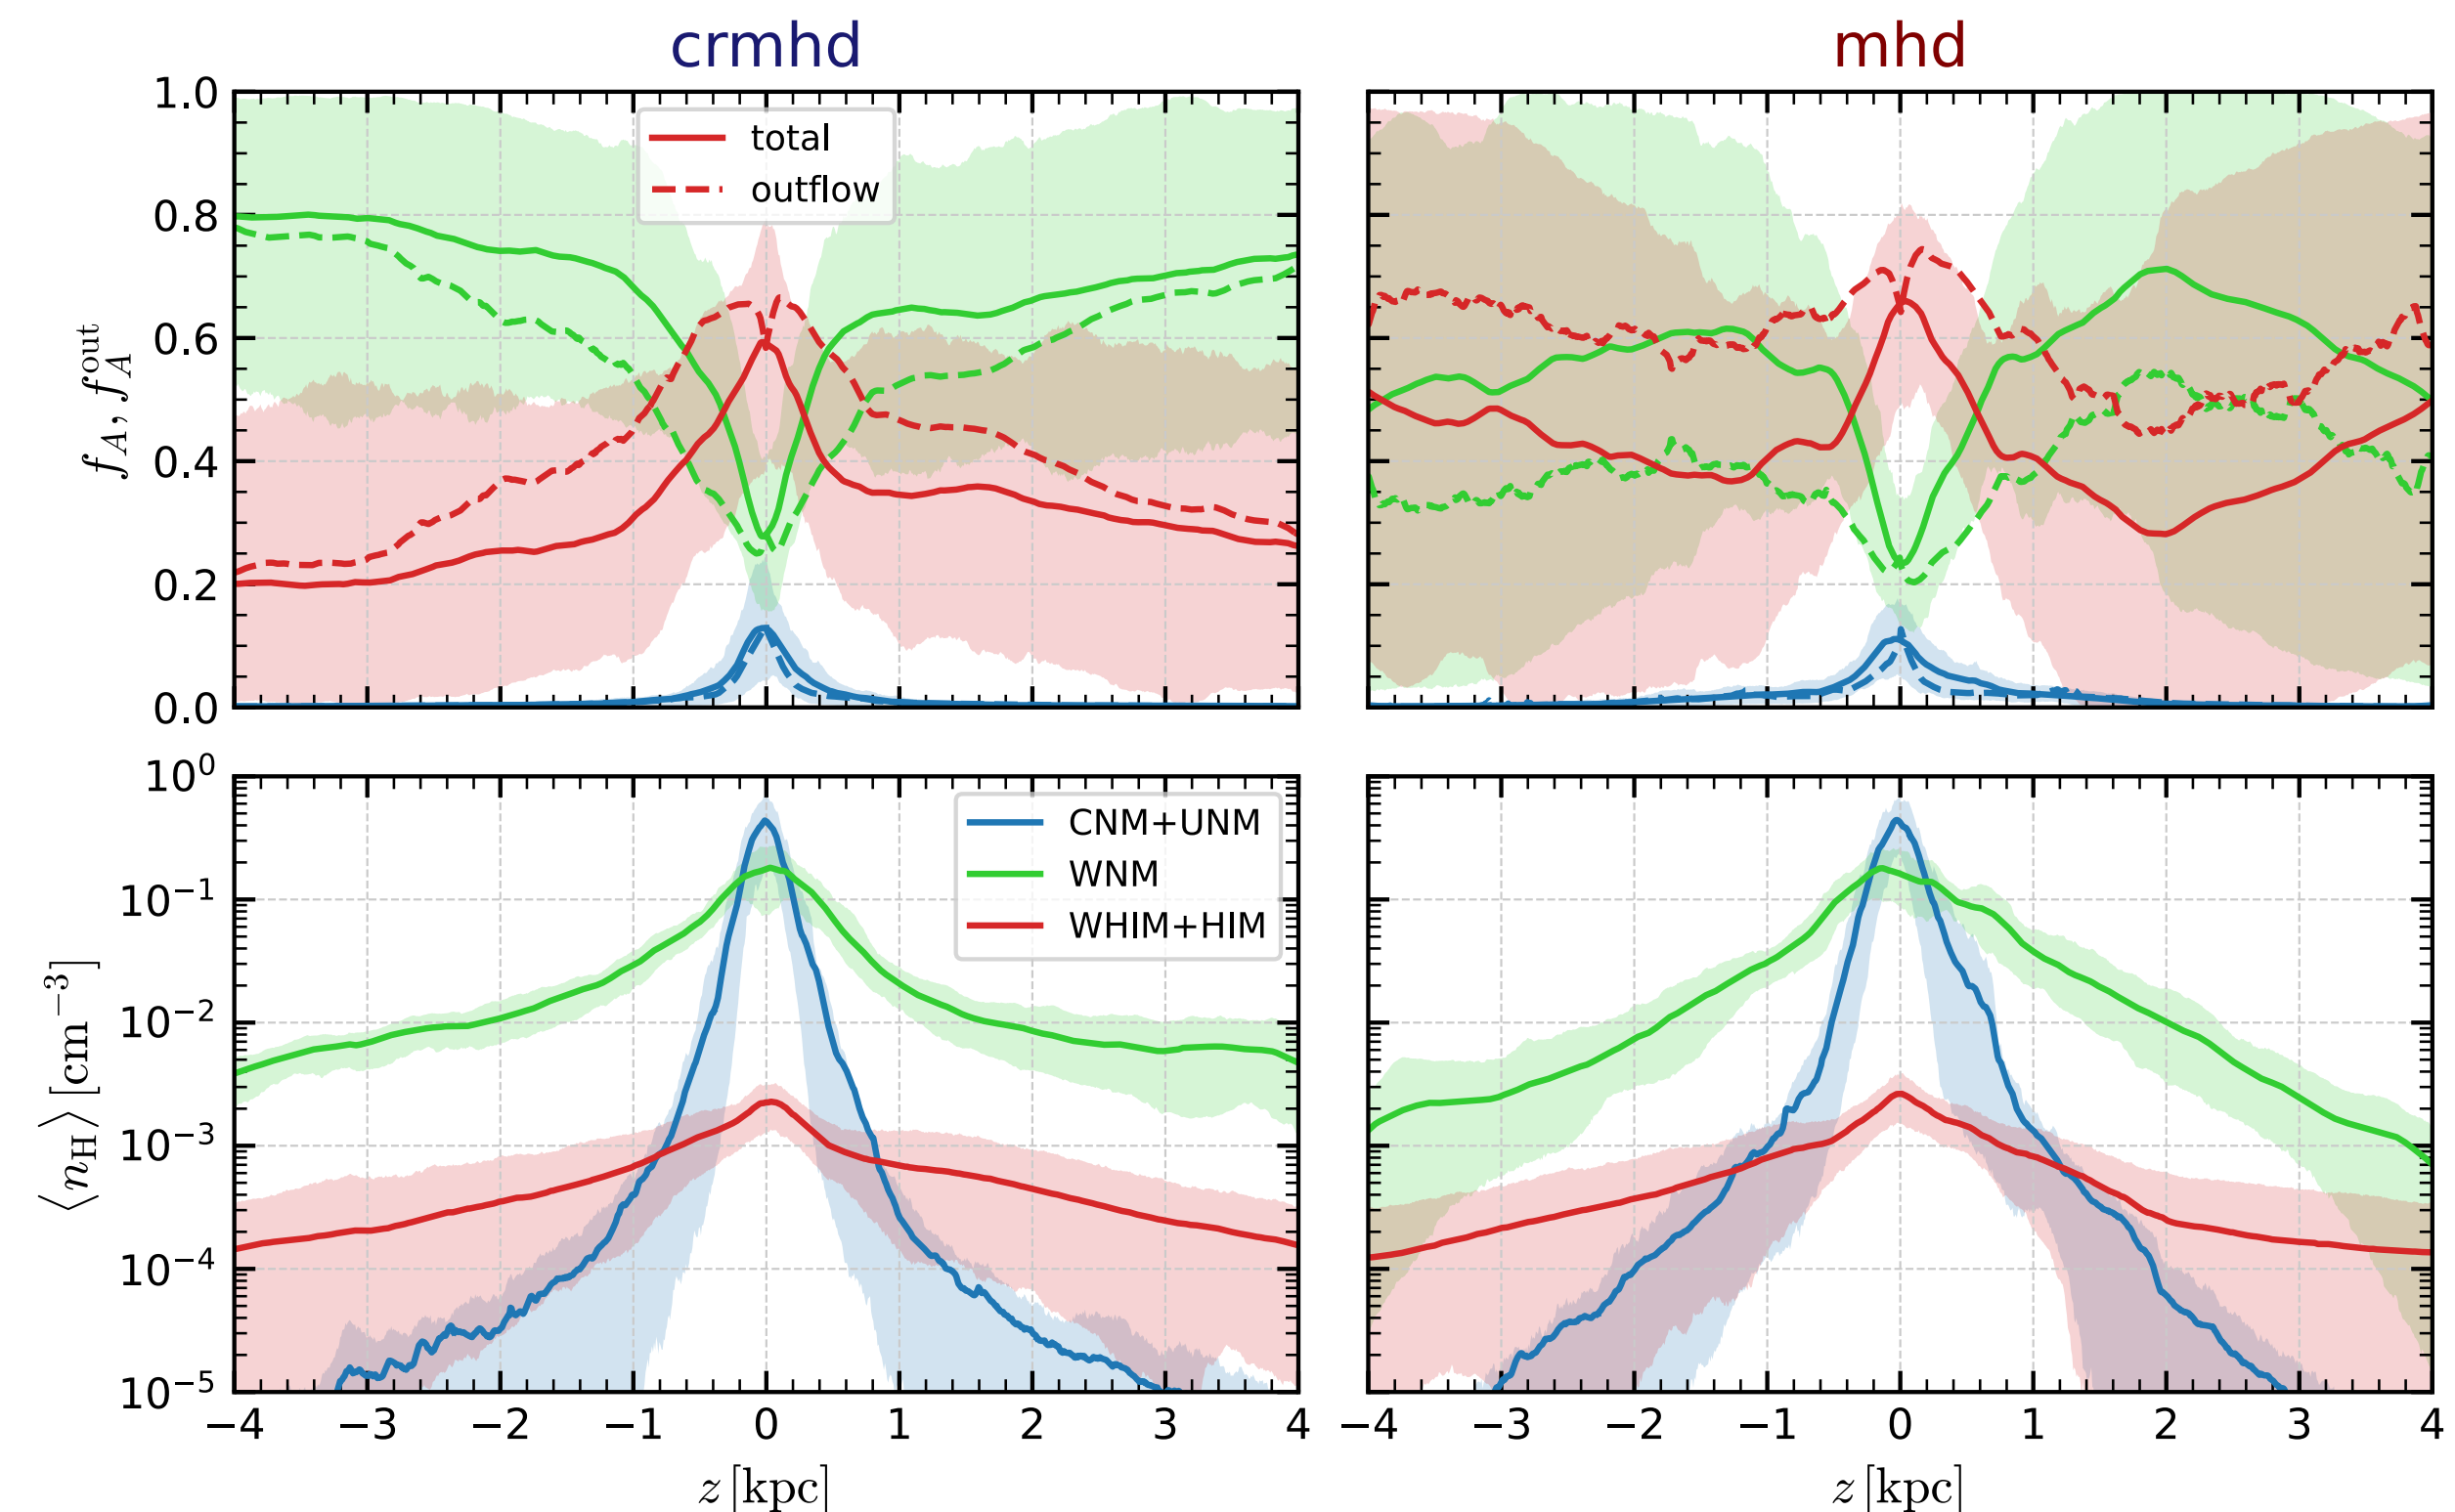 crmhd
mhd
1.0
0.8
0.6
0.4
0.2
0.0
f_A, f_A^out
total
outflow
10^0
10^−1
10^−2
10^−3
10^−4
10^−5
⟨n_H⟩ [cm^−3]
CNM+UNM
WNM
WHIM+HIM
−4 −3 −2 −1 0 1 2 3 4
−4 −3 −2 −1 0 1 2 3 4
z [kpc]
z [kpc]